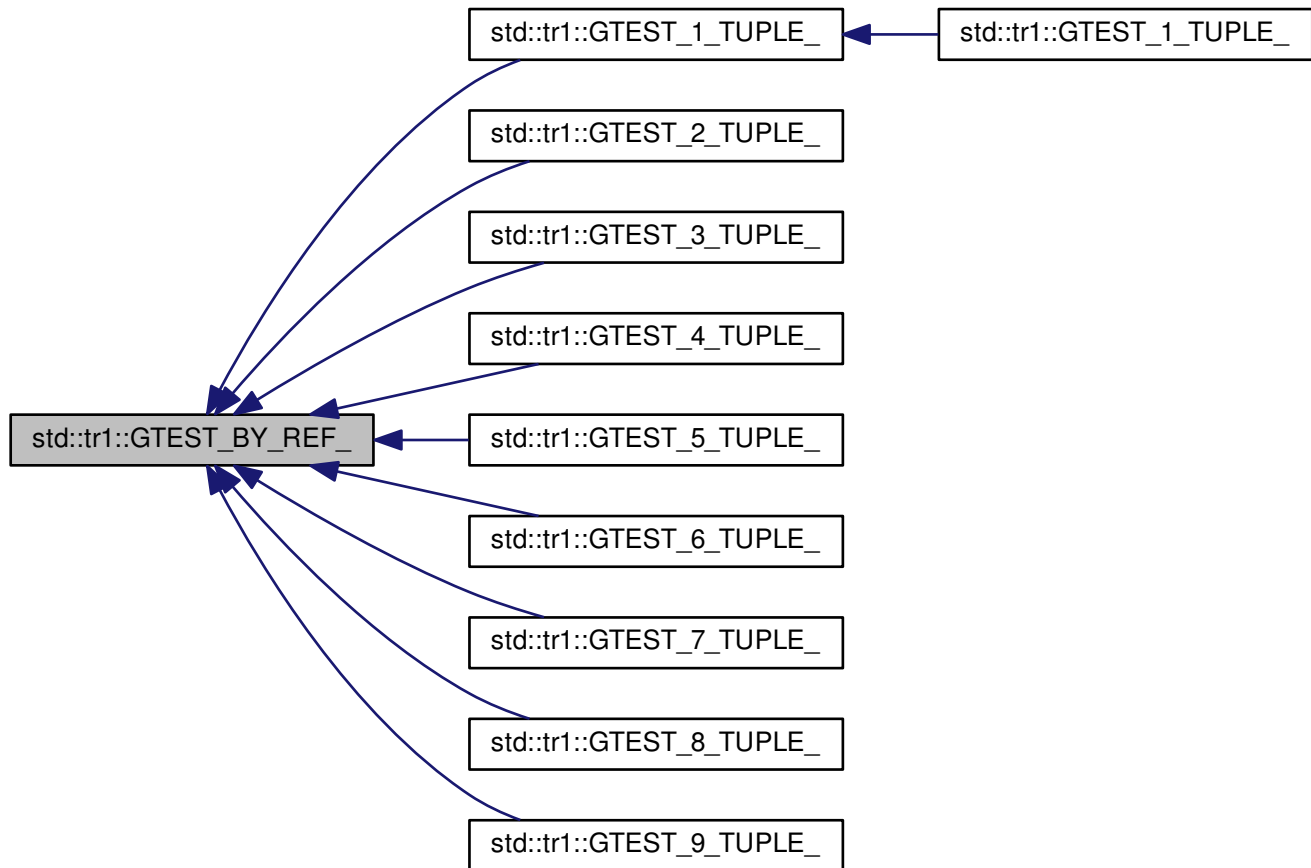 std::tr1::GTEST_1_TUPLE_
std::tr1::GTEST_1_TUPLE_
std::tr1::GTEST_2_TUPLE_
std::tr1::GTEST_3_TUPLE_
std::tr1::GTEST_4_TUPLE_
std::tr1::GTEST_BY_REF_
std::tr1::GTEST_5_TUPLE_
std::tr1::GTEST_6_TUPLE_
std::tr1::GTEST_7_TUPLE_
std::tr1::GTEST_8_TUPLE_
std::tr1::GTEST_9_TUPLE_